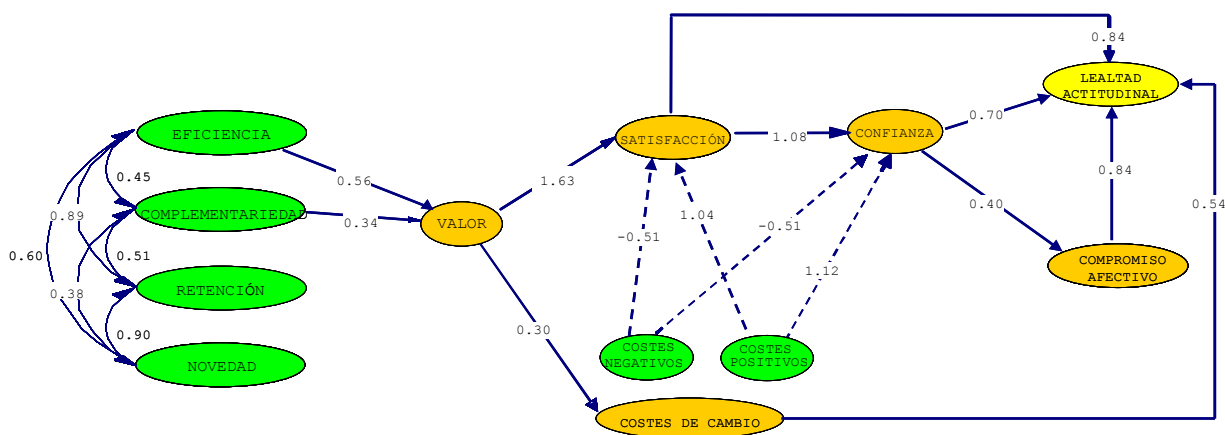 0.84
LEALTAD
ACTITUDINAL
EFICIENCIA
SATISFACCIÓN
1.08
CONFIANZA
0.70
0.45
0.56
1.63
0.84
0.54
0.89
COMPLEMENTARIEDAD
0.34
VALOR
1.04
-0.51
-0.51
0.40
0.60
0.51
COMPROMISO
AFECTIVO
1.12
0.38
RETENCIÓN
0.90
0.30
COSTES
NEGATIVOS
COSTES
POSITIVOS
NOVEDAD
COSTES DE CAMBIO